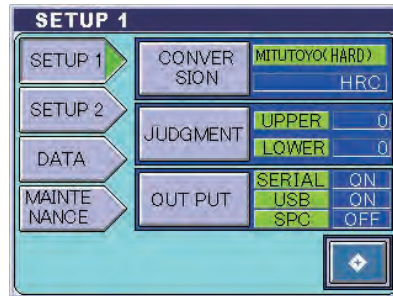 SETUP 1
SETUP 1
CONVER
SION
MITUTOYO(HARD)
HRC
SETUP 2
JUDGMENT
UPPER 0
LOWER 0
DATA
MAINTE
NANCE
OUT PUT
SERIAL ON
USB ON
SPC OFF